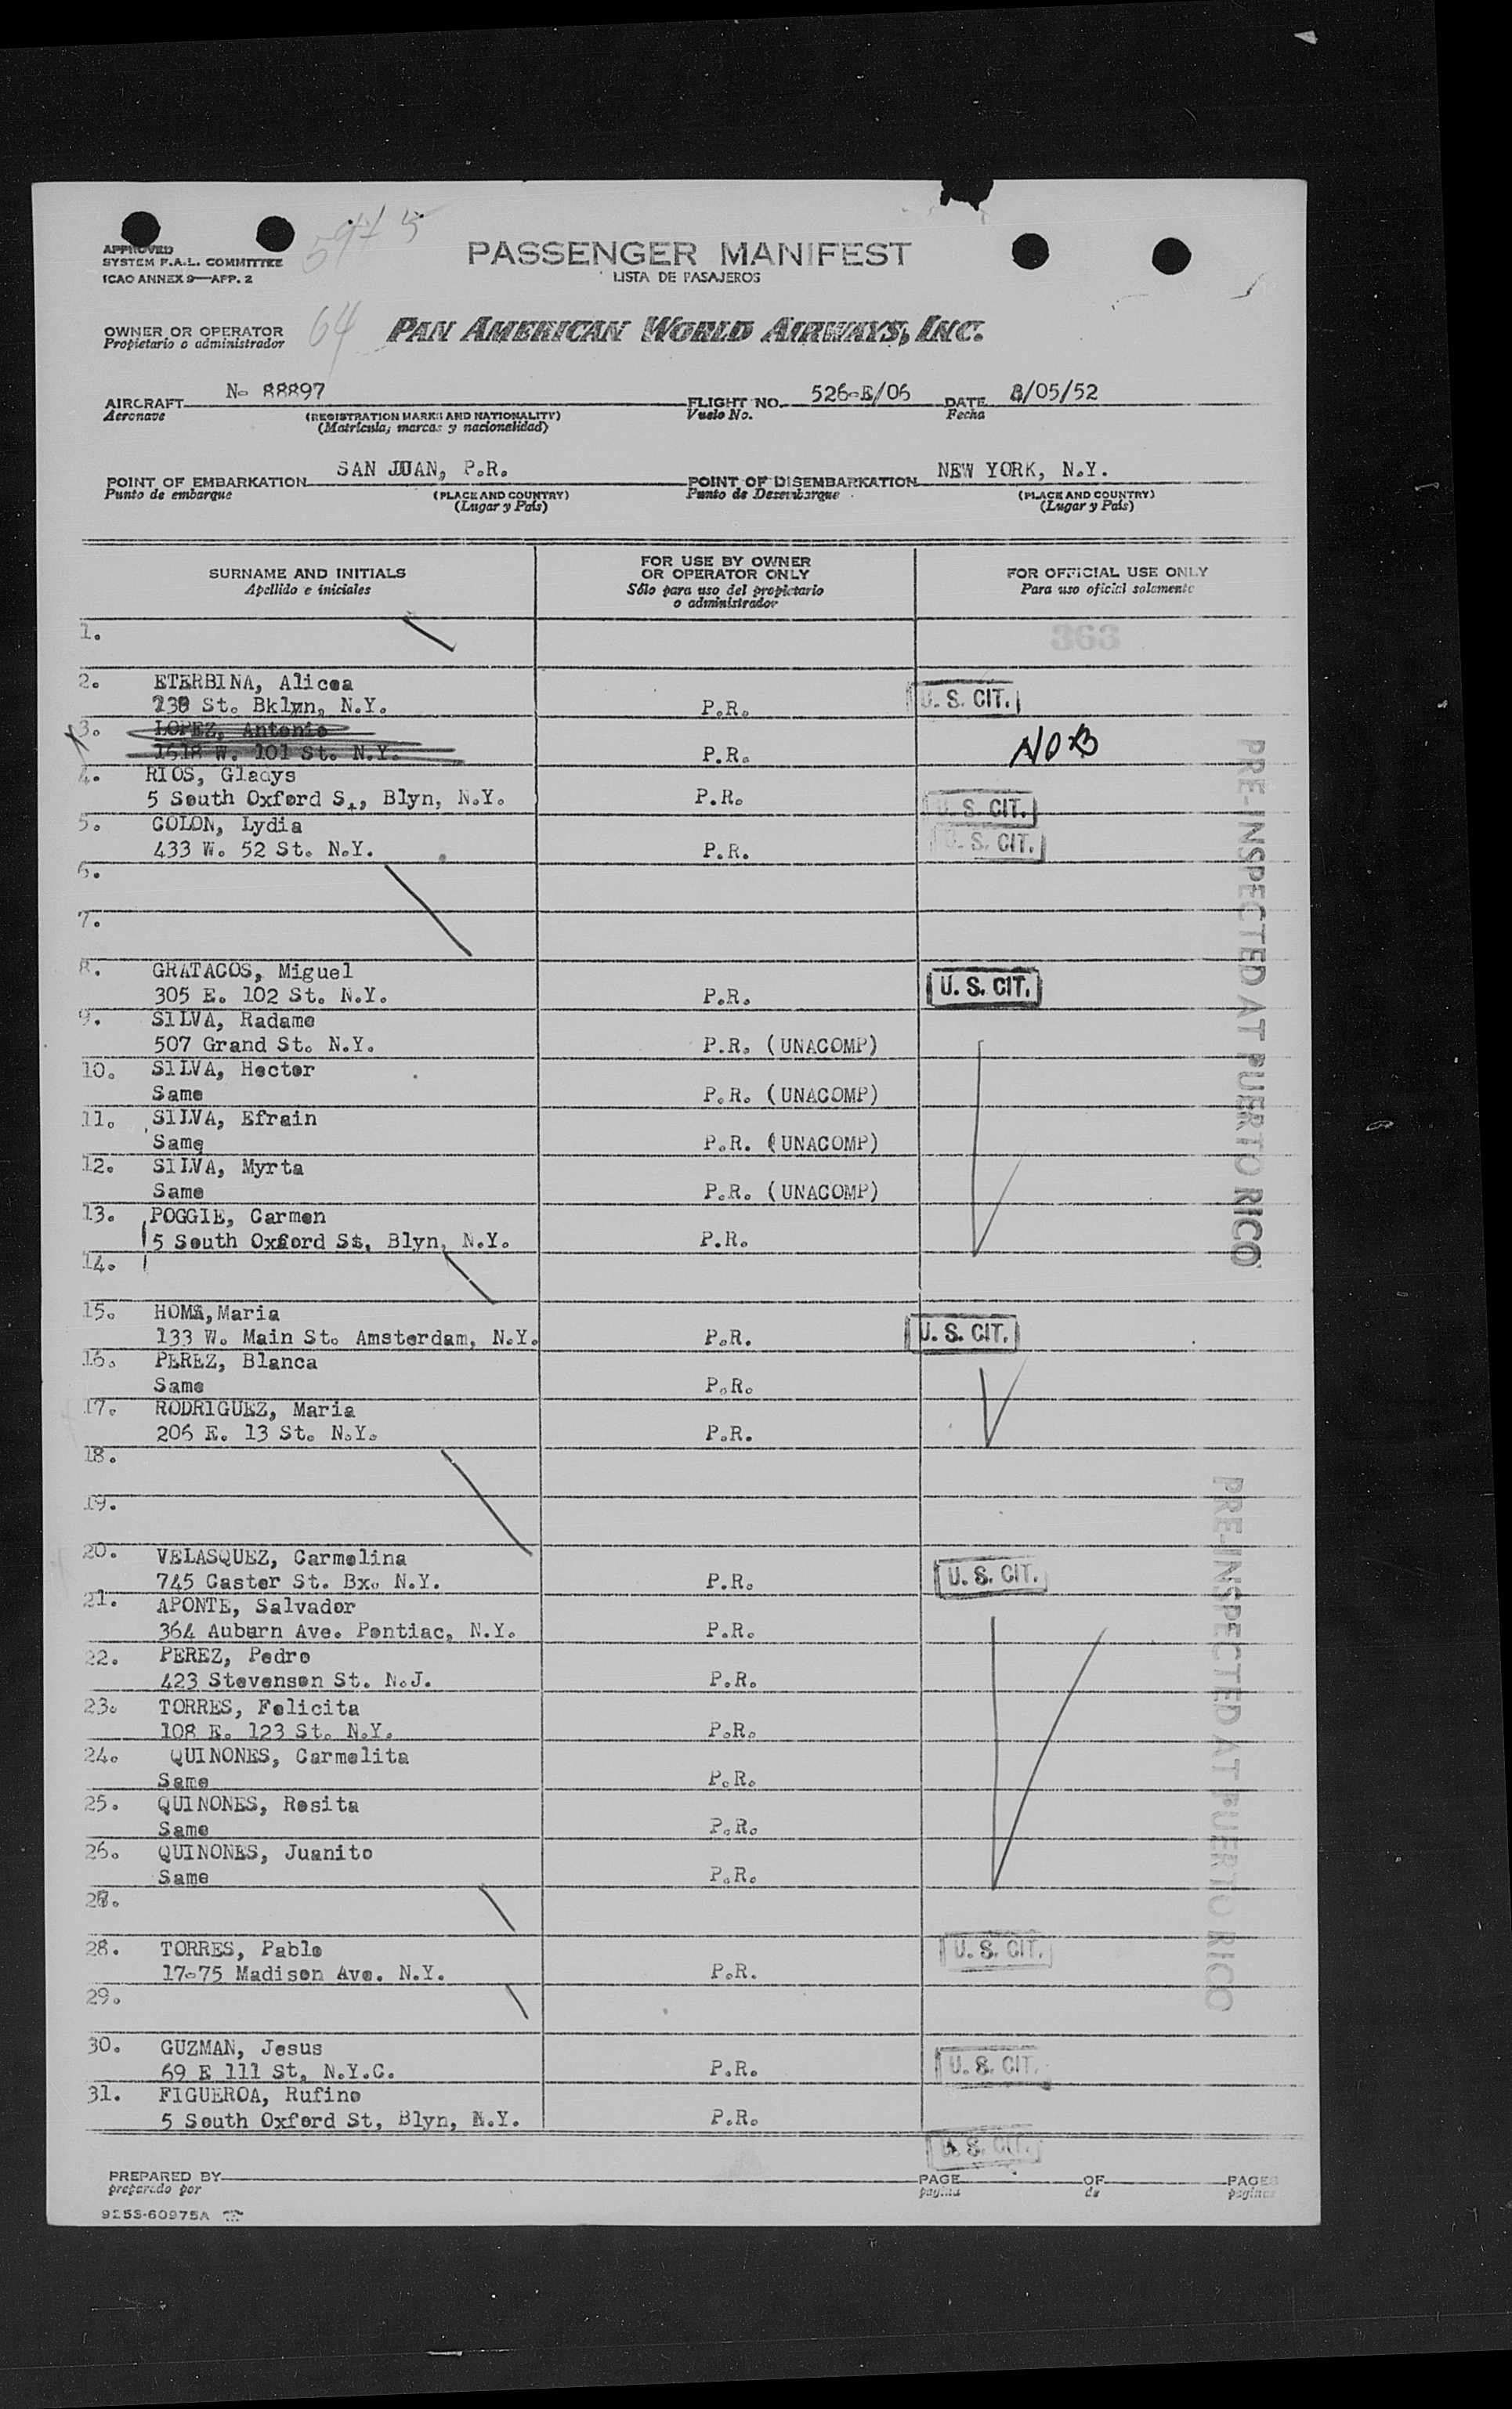 59 + 5
APPROVED
SYSTEM F.A.L. COMMITTEE
ICAO ANNEX 9—APP. 2
PASSENGER MANIFEST
LISTA DE PASAJEROS
64
OWNER OR OPERATOR
Propietario o administrador
PAN AMERICAN WORLD AIRWAYS, INC.
AIRCRAFT N- 88897 FLIGHT NO. 526-E/06 DATE 8/05/52
Aeronave (REGISTRATION MARKS AND NATIONALITY) Vuelo No. Fecha
(Matrícula, marcas y nacionalidad)
POINT OF EMBARKATION SAN JUAN, P.R. POINT OF DISEMBARKATION NEW YORK, N.Y.
Punto de embarque (PLACE AND COUNTRY) Punto de Desembarque (PLACE AND COUNTRY)
(Lugar y País) (Lugar y País)
SURNAME AND INITIALS
Apellido e iniciales
FOR USE BY OWNER
OR OPERATOR ONLY
Sólo para uso del propietario
o administrador
FOR OFFICIAL USE ONLY
Para uso oficial solamente
1. 363
2. ETERBINA, Alicea
St. Bklyn, N.Y. P.R. U. S. CIT.
3. LOPEZ, Antonio
1618 W. 101 St. N.Y. P.R. NOB
4. RIOS, Gladys
5 South Oxford S+, Blyn, N.Y. P.R. U. S. CIT.
5. COLON, Lydia
433 W. 52 St. N.Y. P.R. U. S. CIT.
6.
7.
8. GRATACOS, Miguel
305 E. 102 St. N.Y. P.R. U. S. CIT.
9. SILVA, Radame
507 Grand St. N.Y. P.R. (UNACOMP)
10. SILVA, Hector
Same P.R. (UNACOMP)
11. SILVA, Efrain
Same P.R. (UNACOMP)
12. SILVA, Myrta
Same P.R. (UNACOMP)
13. POGGIE, Carmen
5 South Oxford St, Blyn, N.Y. P.R.
14.
15. HOMA, Maria
133 W. Main St. Amsterdam, N.Y. P.R. U. S. CIT.
16. PEREZ, Blanca
Same P.R.
17. RODRIGUEZ, Maria
206 E. 13 St. N.Y. P.R.
18.
19.
20. VELASQUEZ, Carmelina
745 Caster St. Bx. N.Y. P.R. U. S. CIT.
21. APONTE, Salvador
364 Auburn Ave. Pontiac, N.Y. P.R.
22. PEREZ, Pedro
423 Stevenson St. N.J. P.R.
23. TORRES, Felicita
108 E. 123 St. N.Y. P.R.
24. QUINONES, Carmelita
Same P.R.
25. QUINONES, Rosita
Same P.R.
26. QUINONES, Juanito
Same P.R.
27.
28. TORRES, Pablo
17-75 Madison Ave. N.Y. P.R. U. S. CIT.
29.
30. GUZMAN, Jesus
69 E 111 St, N.Y.C. P.R. U. S. CIT.
31. FIGUEROA, Rufino
5 South Oxford St, Blyn, N.Y. P.R.
U. S. CIT.
PRE-INSPECTED AT PUERTO RICO
PRE-INSPECTED AT PUERTO RICO
PREPARED BY PAGE OF PAGES
preparado por página de páginas
9153-60975A